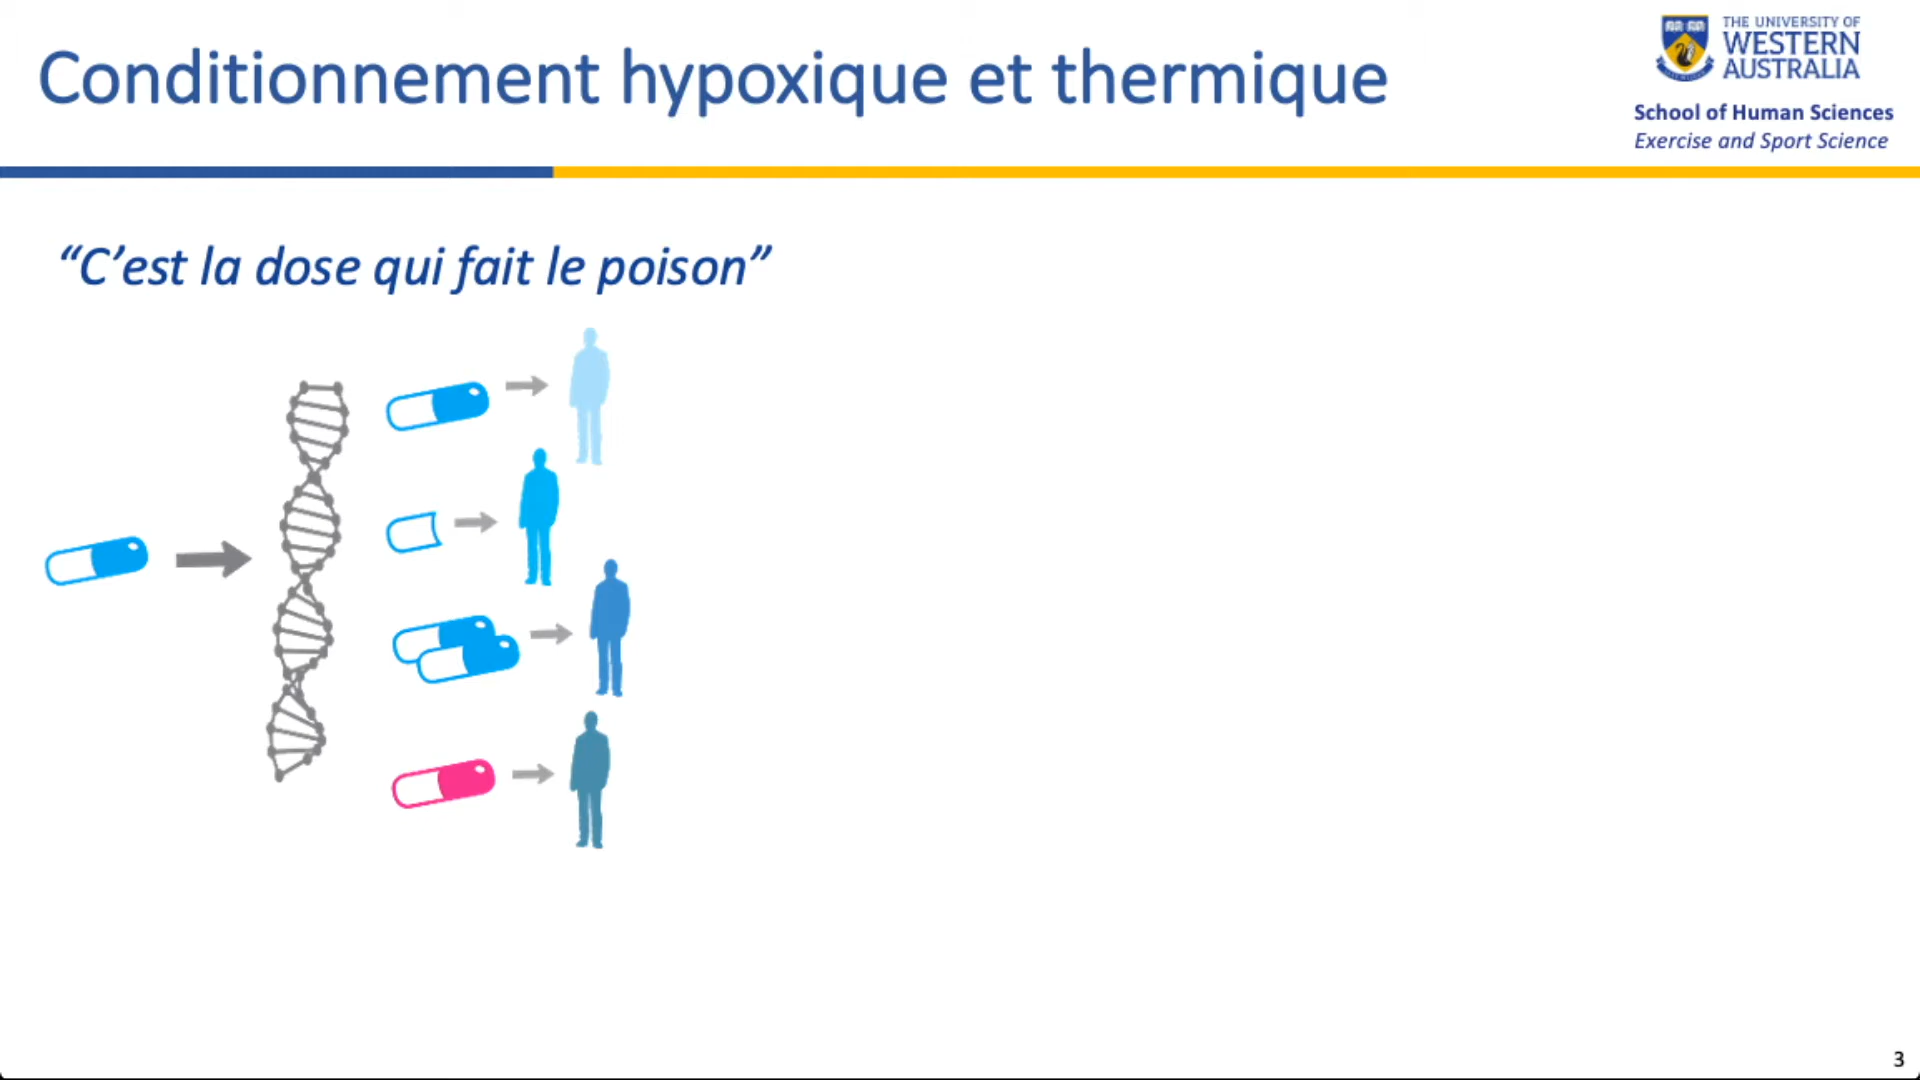 Conditionnement hypoxique et thermique
THE UNIVERSITY OF
WESTERN
AUSTRALIA
School of Human Sciences
Exercise and Sport Science
“C’est la dose qui fait le poison”
3